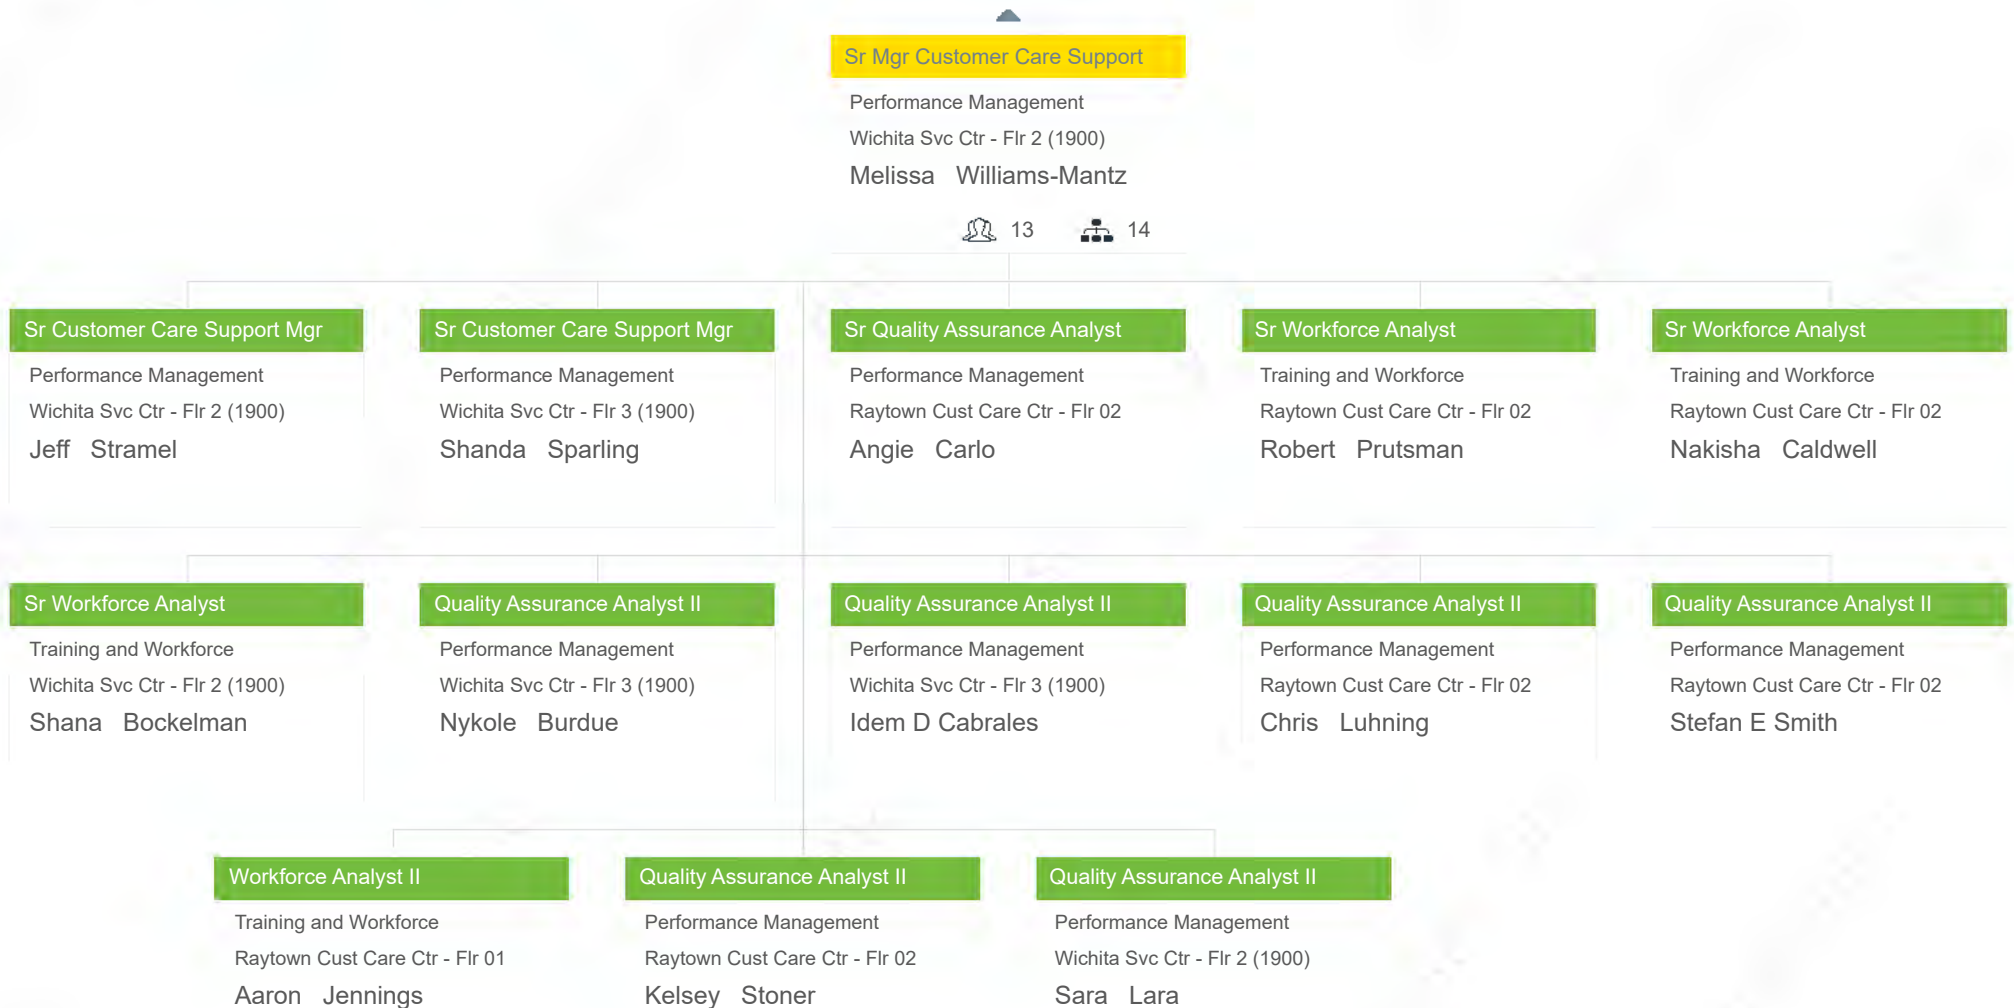 Sr Mgr Customer Care Support
Performance Management
Wichita Svc Ctr - Flr 2 (1900)
Melissa Williams-Mantz
13 14
Sr Customer Care Support Mgr
Performance Management
Wichita Svc Ctr - Flr 2 (1900)
Jeff Stramel
Sr Customer Care Support Mgr
Performance Management
Wichita Svc Ctr - Flr 3 (1900)
Shanda Sparling
Sr Quality Assurance Analyst
Performance Management
Raytown Cust Care Ctr - Flr 02
Angie Carlo
Sr Workforce Analyst
Training and Workforce
Raytown Cust Care Ctr - Flr 02
Robert Prutsman
Sr Workforce Analyst
Training and Workforce
Raytown Cust Care Ctr - Flr 02
Nakisha Caldwell
Sr Workforce Analyst
Training and Workforce
Wichita Svc Ctr - Flr 2 (1900)
Shana Bockelman
Quality Assurance Analyst II
Performance Management
Wichita Svc Ctr - Flr 3 (1900)
Nykole Burdue
Quality Assurance Analyst II
Performance Management
Wichita Svc Ctr - Flr 3 (1900)
Idem D Cabrales
Quality Assurance Analyst II
Performance Management
Raytown Cust Care Ctr - Flr 02
Chris Luhning
Quality Assurance Analyst II
Performance Management
Raytown Cust Care Ctr - Flr 02
Stefan E Smith
Workforce Analyst II
Training and Workforce
Raytown Cust Care Ctr - Flr 01
Aaron Jennings
Quality Assurance Analyst II
Performance Management
Raytown Cust Care Ctr - Flr 02
Kelsey Stoner
Quality Assurance Analyst II
Performance Management
Wichita Svc Ctr - Flr 2 (1900)
Sara Lara